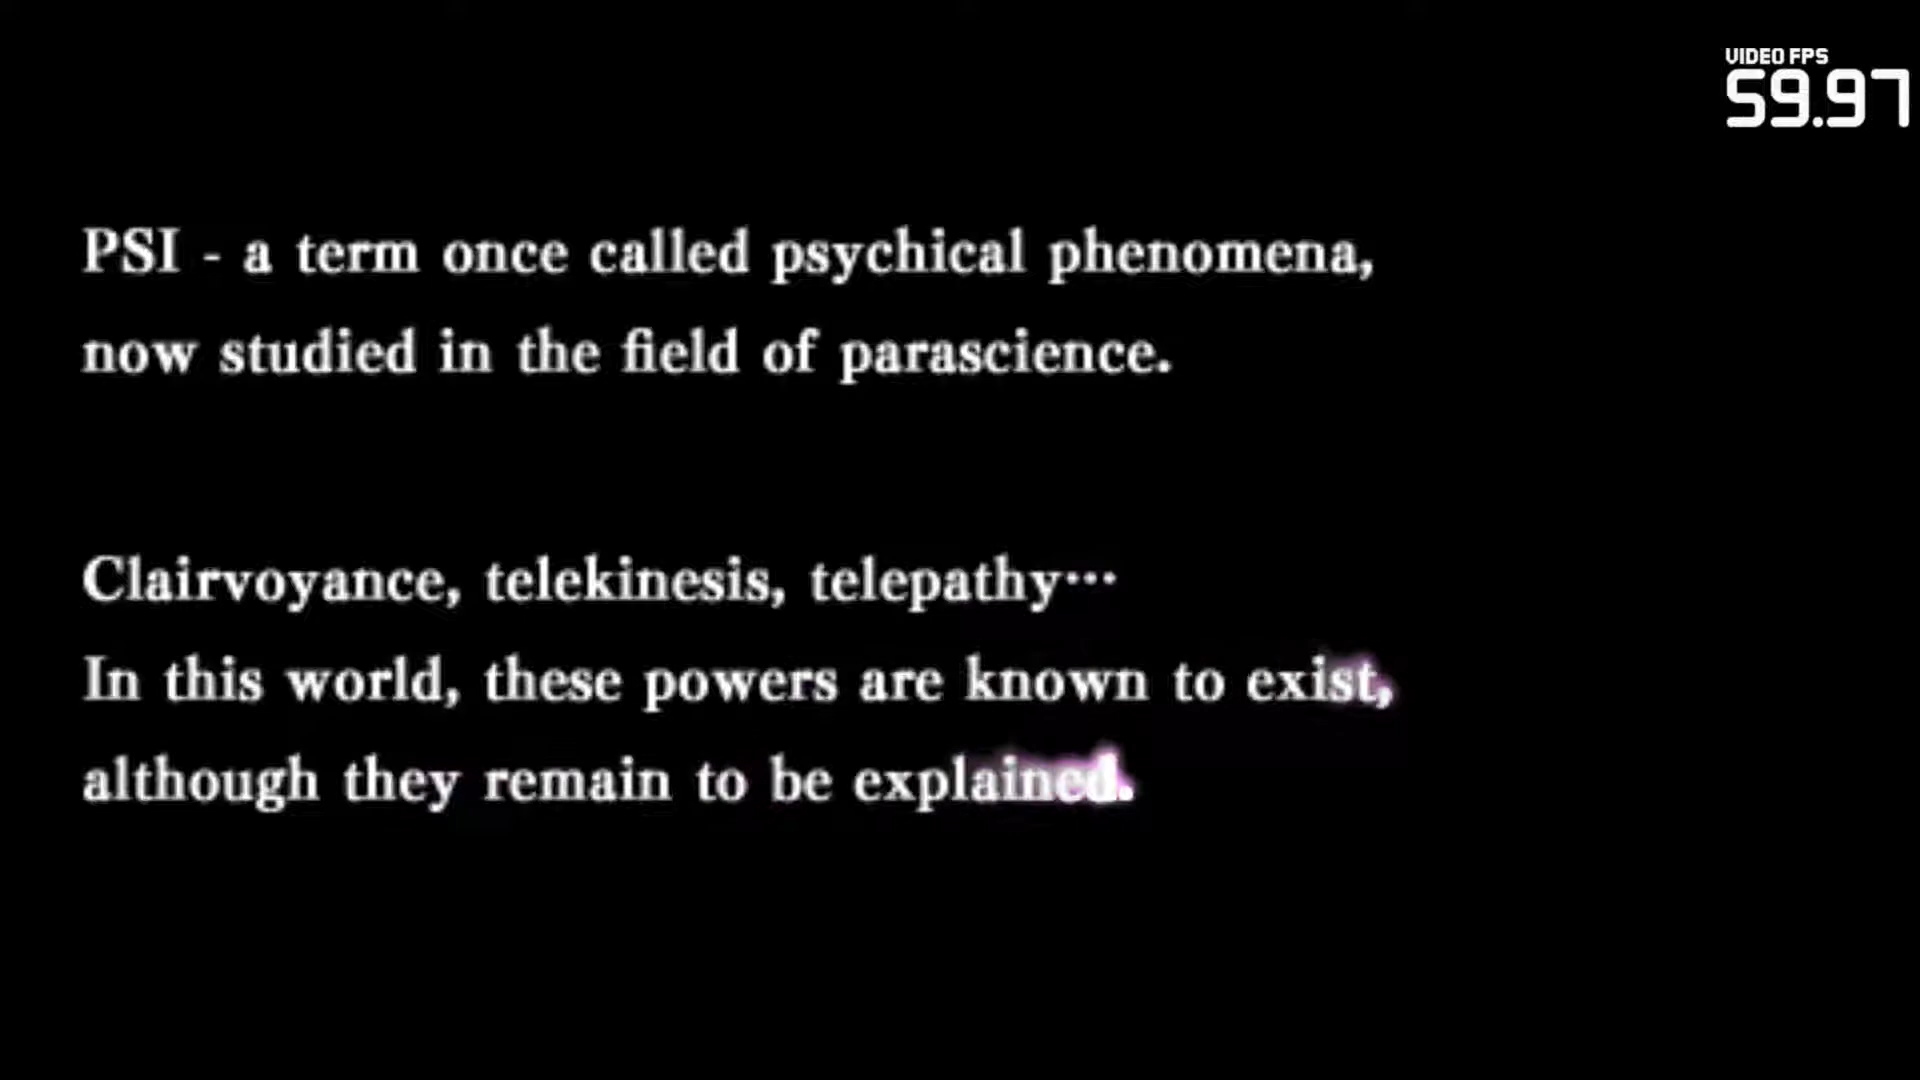 VIDEO FPS
59.97
PSI - a term once called psychical phenomena,
now studied in the field of parascience.
Clairvoyance, telekinesis, telepathy…
In this world, these powers are known to exist,
although they remain to be explained.